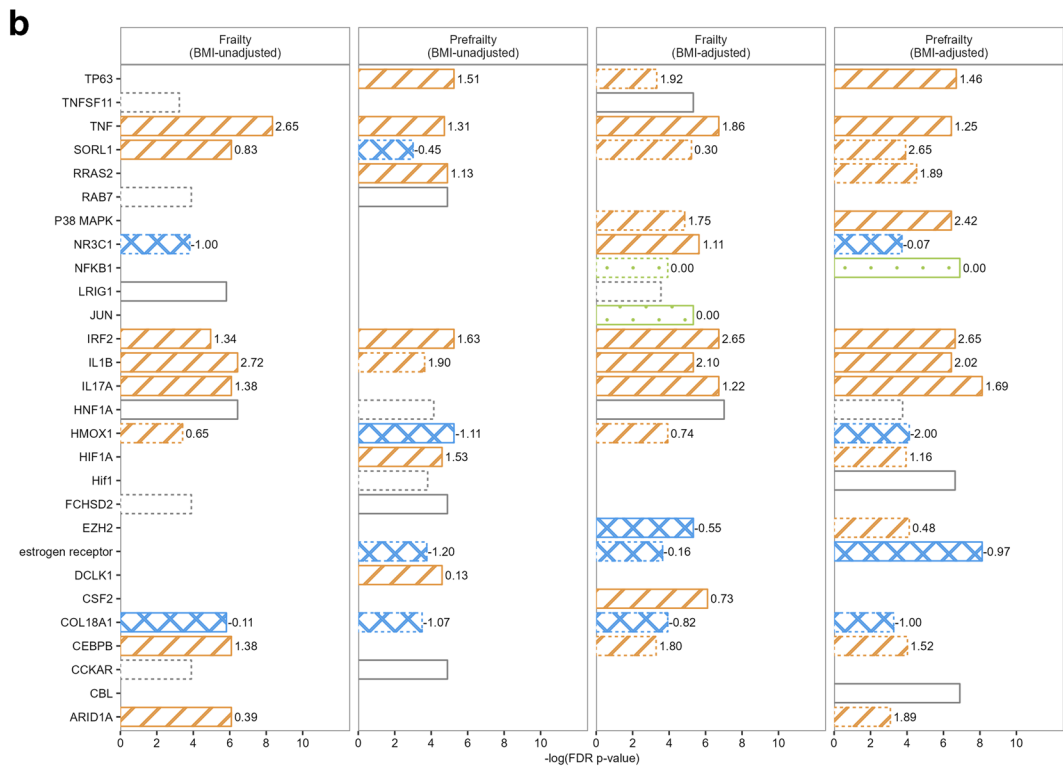 b
Frailty
(BMI-unadjusted)
Prefrailty
(BMI-unadjusted)
Frailty
(BMI-adjusted)
Prefrailty
(BMI-adjusted)
TP63 1.51 1.92 1.46
TNFSF11
TNF 2.65 1.31 1.86 1.25
SORL1 0.83 -0.45 0.30 2.65
RRAS2 1.13 1.89
RAB7
P38 MAPK 1.75 2.42
NR3C1 -1.00 1.11 -0.07
NFKB1 0.00 0.00
LRIG1
JUN 0.00
IRF2 1.34 1.63 2.65 2.65
IL1B 2.72 1.90 2.10 2.02
IL17A 1.38 1.22 1.69
HNF1A
HMOX1 0.65 -1.11 0.74 -2.00
HIF1A 1.53 1.16
Hif1
FCHSD2
EZH2 -0.55 0.48
estrogen receptor -1.20 -0.16 -0.97
DCLK1 0.13
CSF2 0.73
COL18A1 -0.11 -1.07 -0.82 -1.00
CEBPB 1.38 1.80 1.52
CCKAR
CBL
ARID1A 0.39 1.89
0 2 4 6 8 10 0 2 4 6 8 10 0 2 4 6 8 10 0 2 4 6 8 10
-log(FDR p-value)